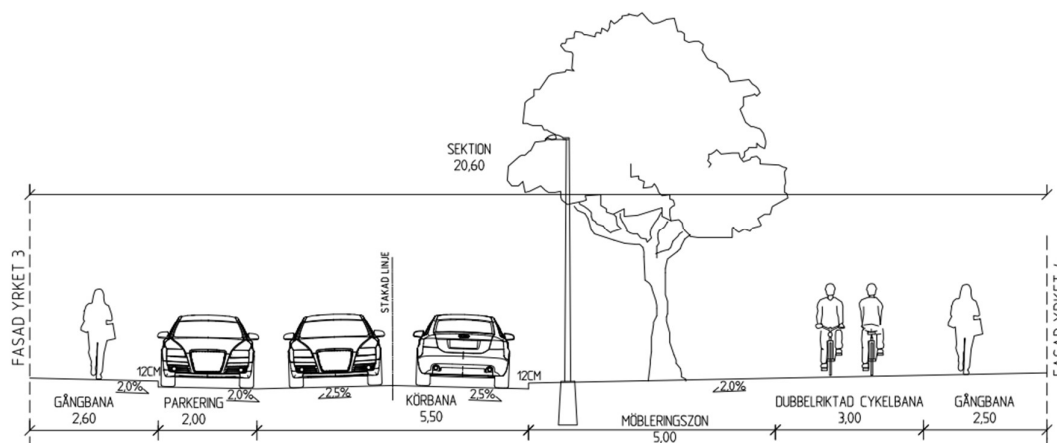 SEKTION
20,60
FASAD YRKET 3
STAKAD LINJE
12CM
12CM
2.0%
2.0%
2.5%
2.5%
2.0%
GÅNGBANA
2,60
PARKERING
2,00
KÖRBANA
5,50
MÖBLERINGSZON
5,00
DUBBELRIKTAD CYKELBANA
3,00
GÅNGBANA
2,50
FASAD YRKET